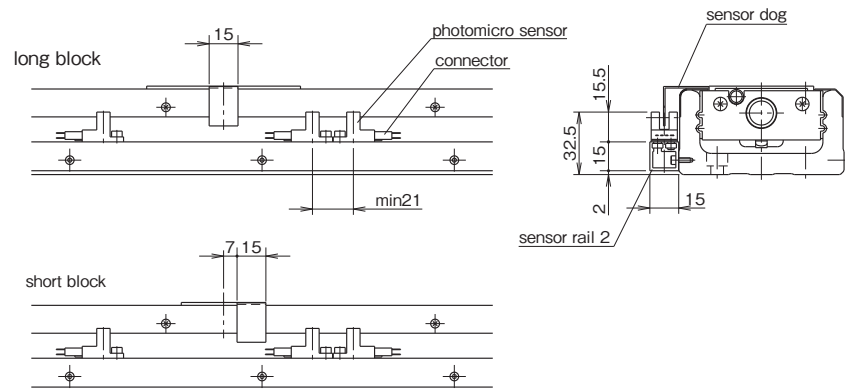 15
long block
photomicro sensor
connector
min21
sensor dog
15.5
32.5
15
2
15
sensor rail 2
7
15
short block